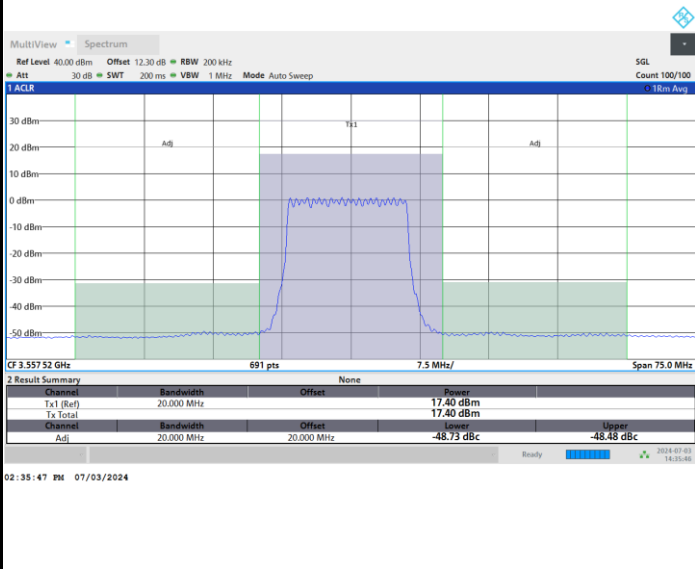 MultiView Spectrum
Ref Level 40.00 dBm Offset 12.30 dB RBW 200 kHz SGL
Att 30 dB SWT 200 ms VBW 1 MHz Mode Auto Sweep Count 100/100
1 ACLR 1Rm Avg
30 dBm
Tx1
20 dBm Adj Adj
10 dBm
0 dBm
-10 dBm
-20 dBm
-30 dBm
-40 dBm
-50 dBm
CF 3.557 52 GHz 691 pts 7.5 MHz/ Span 75.0 MHz
2 Result Summary None
Channel Bandwidth Offset Power
Tx1 (Ref) 20.000 MHz 17.40 dBm
Tx Total 17.40 dBm
Channel Bandwidth Offset Lower Upper
Adj 20.000 MHz 20.000 MHz -48.73 dBc -48.48 dBc
Ready 2024-07-03
14:35:48
02:35:47 PM 07/03/2024